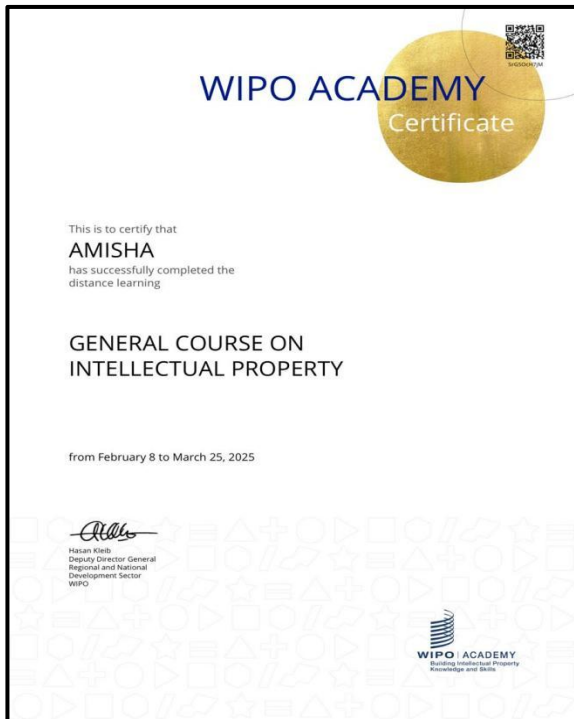 WIPO ACADEMY
Certificate
This is to certify that
AMISHA
has successfully completed the
distance learning
GENERAL COURSE ON
INTELLECTUAL PROPERTY
from February 8 to March 25, 2025
Hasan Kleib
Deputy Director General
Regional and National
Development Sector
WIPO
WIPO | ACADEMY
Building Intellectual Property
Knowledge and Skills